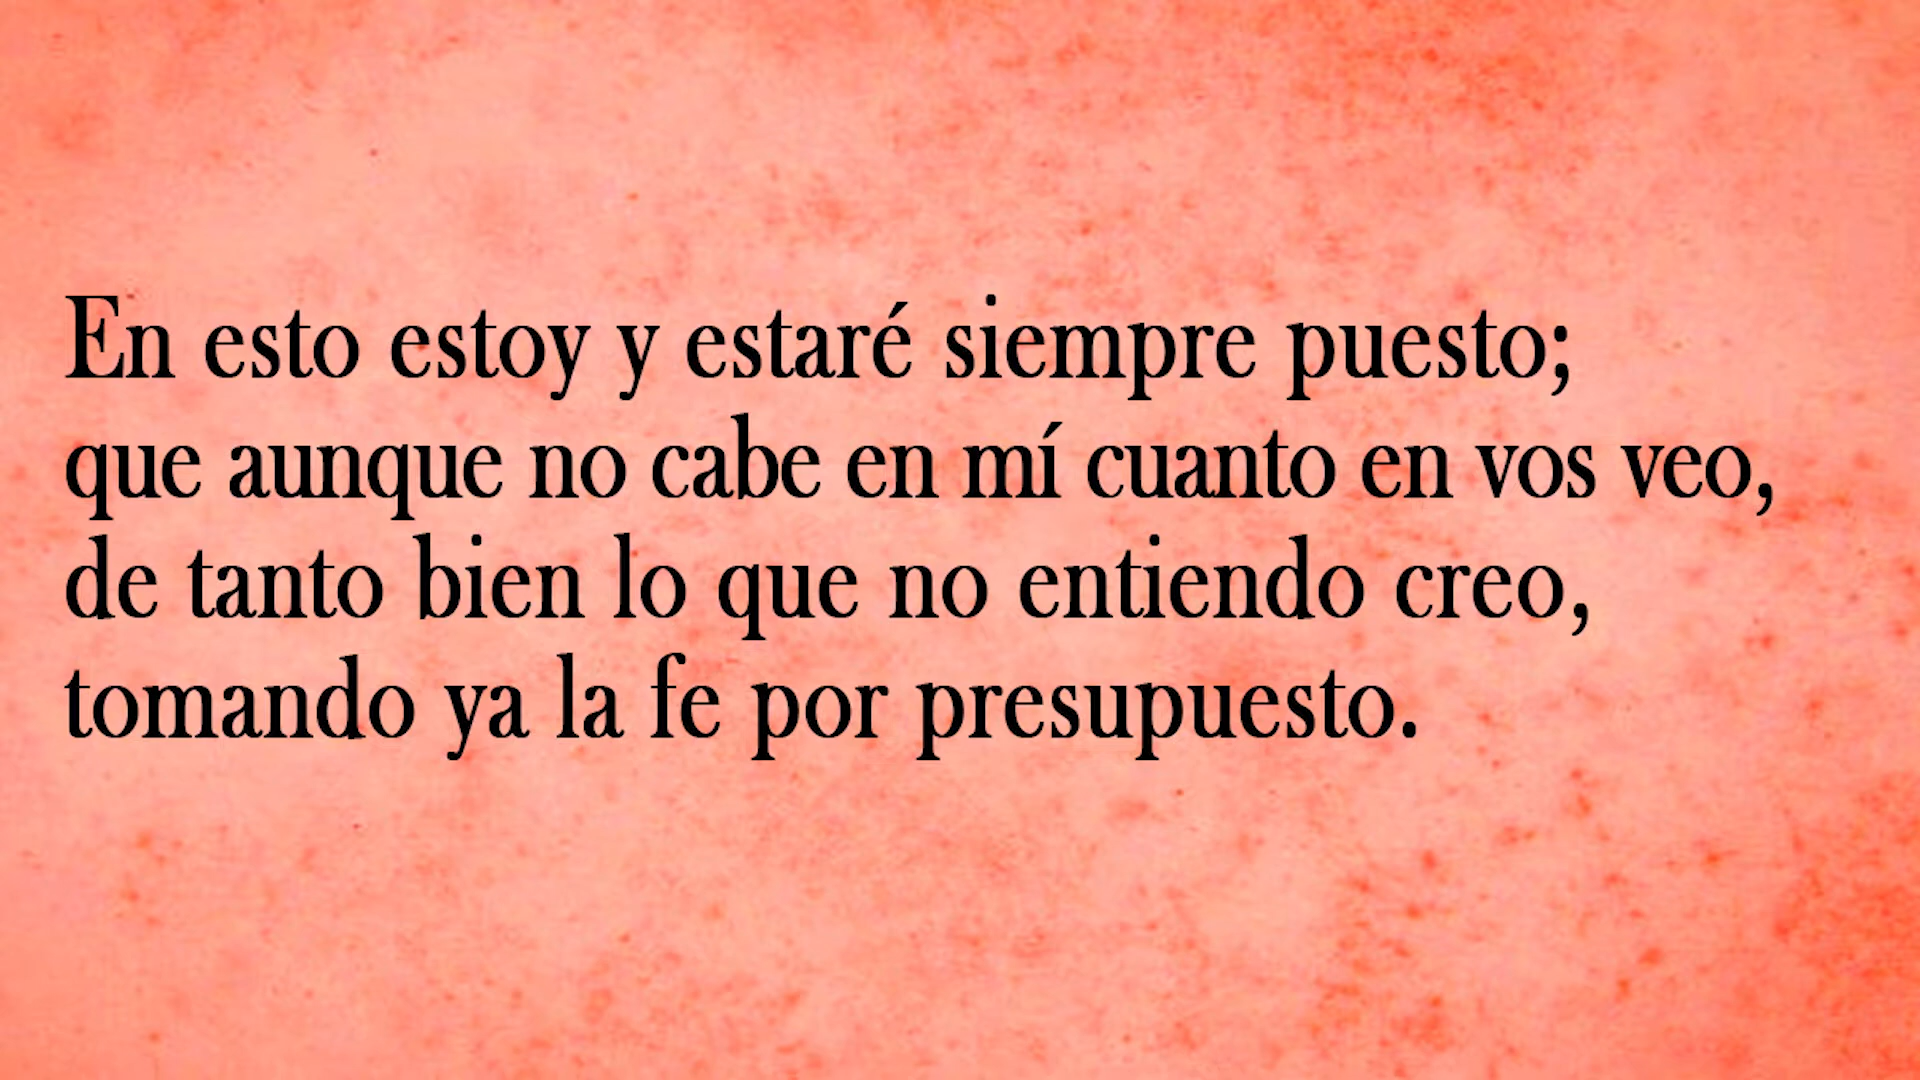 En esto estoy y estaré siempre puesto;
que aunque no cabe en mí cuanto en vos veo,
de tanto bien lo que no entiendo creo,
tomando ya la fe por presupuesto.